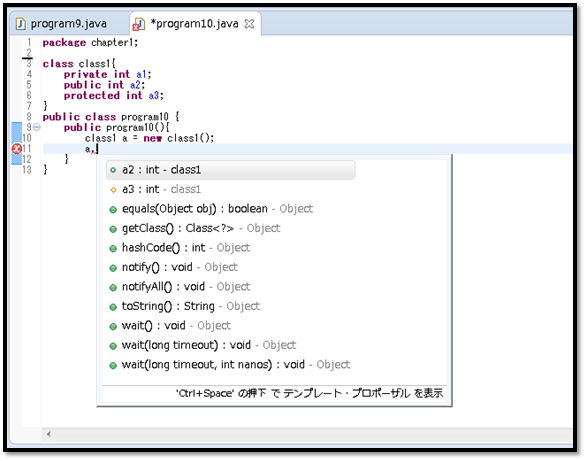 program9.java
*program10.java
1 package chapter1;
2
3 class class1{
4 private int a1;
5 public int a2;
6 protected int a3;
7 }
8 public class program10 {
9 public program10(){
10 class1 a = new class1();
11 a.
12 }
13 }
a2 : int - class1
a3 : int - class1
equals(Object obj) : boolean - Object
getClass() : Class<?> - Object
hashCode() : int - Object
notify() : void - Object
notifyAll() : void - Object
toString() : String - Object
wait() : void - Object
wait(long timeout) : void - Object
wait(long timeout, int nanos) : void - Object
'Ctrl+Space' の押下 で テンプレート・プロポーザル を表示